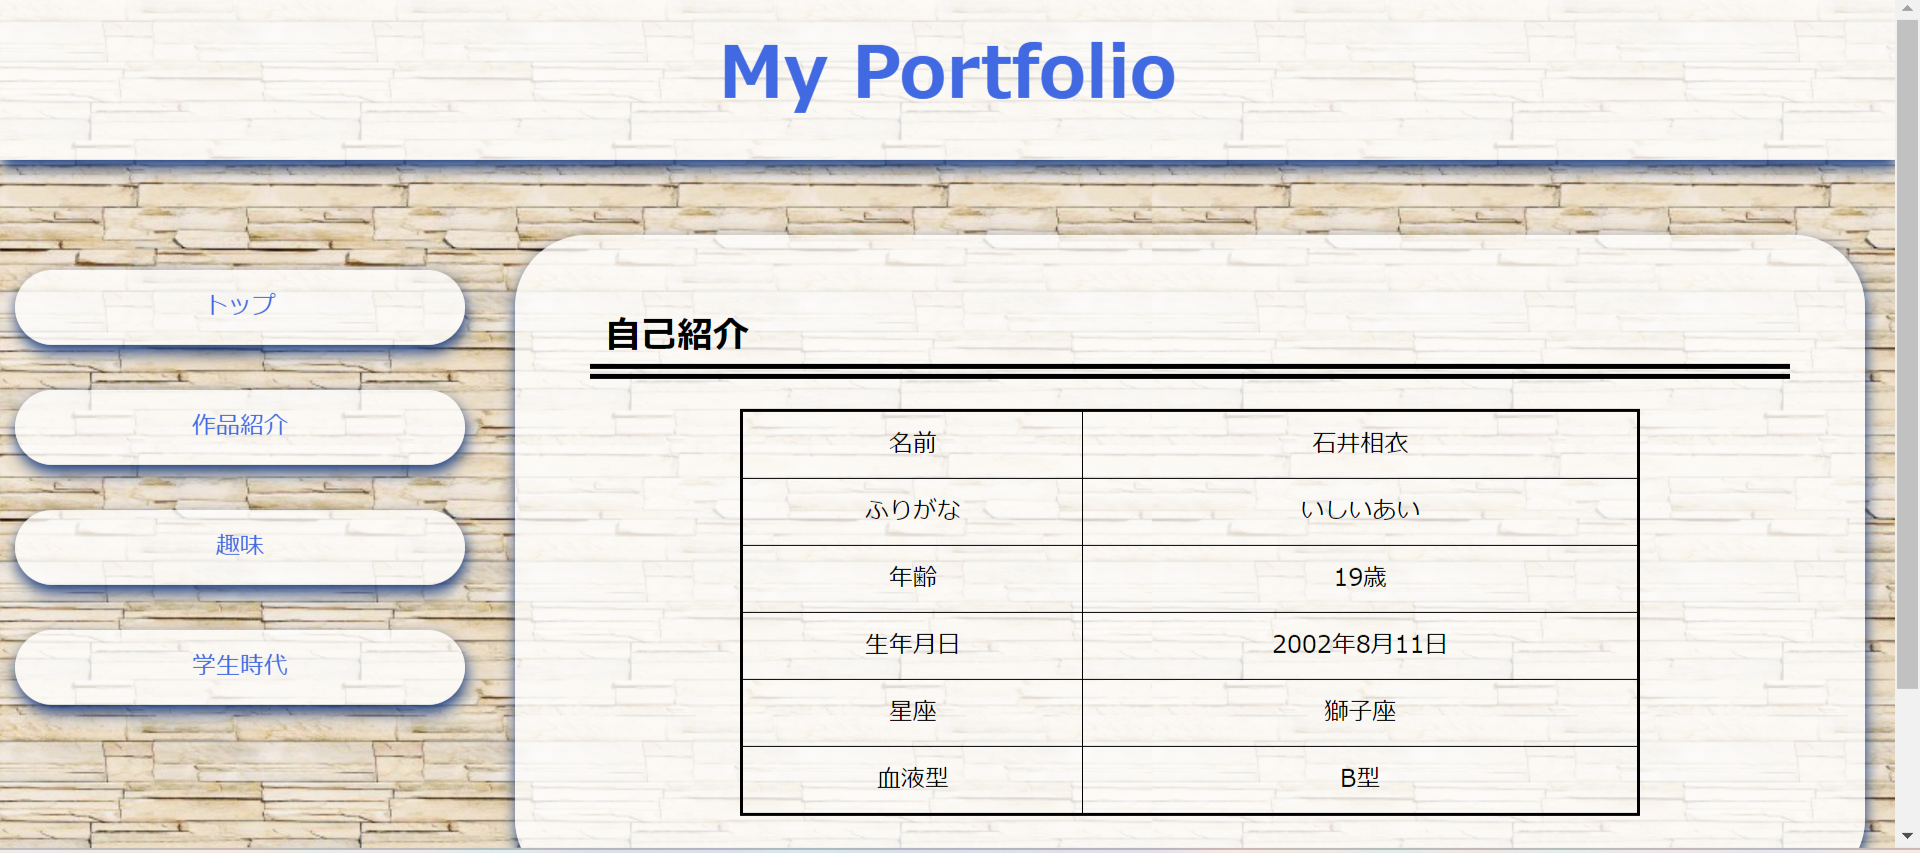 My Portfolio
トップ
作品紹介
趣味
学生時代
自己紹介
名前 石井相衣
ふりがな いしいあい
年齢 19歳
生年月日 2002年8月11日
星座 獅子座
血液型 B型